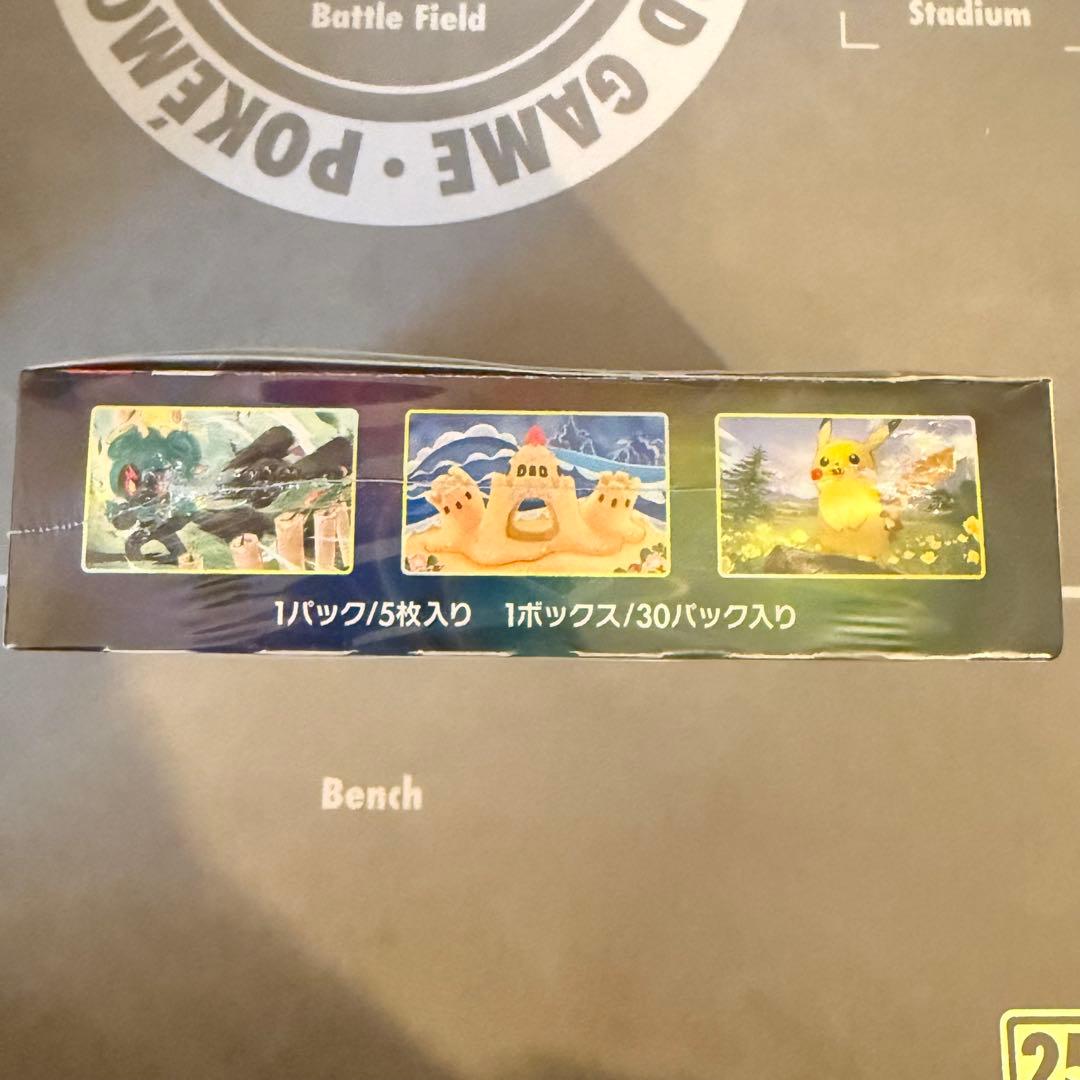 Battle Field
Stadium
D GAME • POKÉMO
1パック/5枚入り 1ボックス/30パック入り
Bench
25